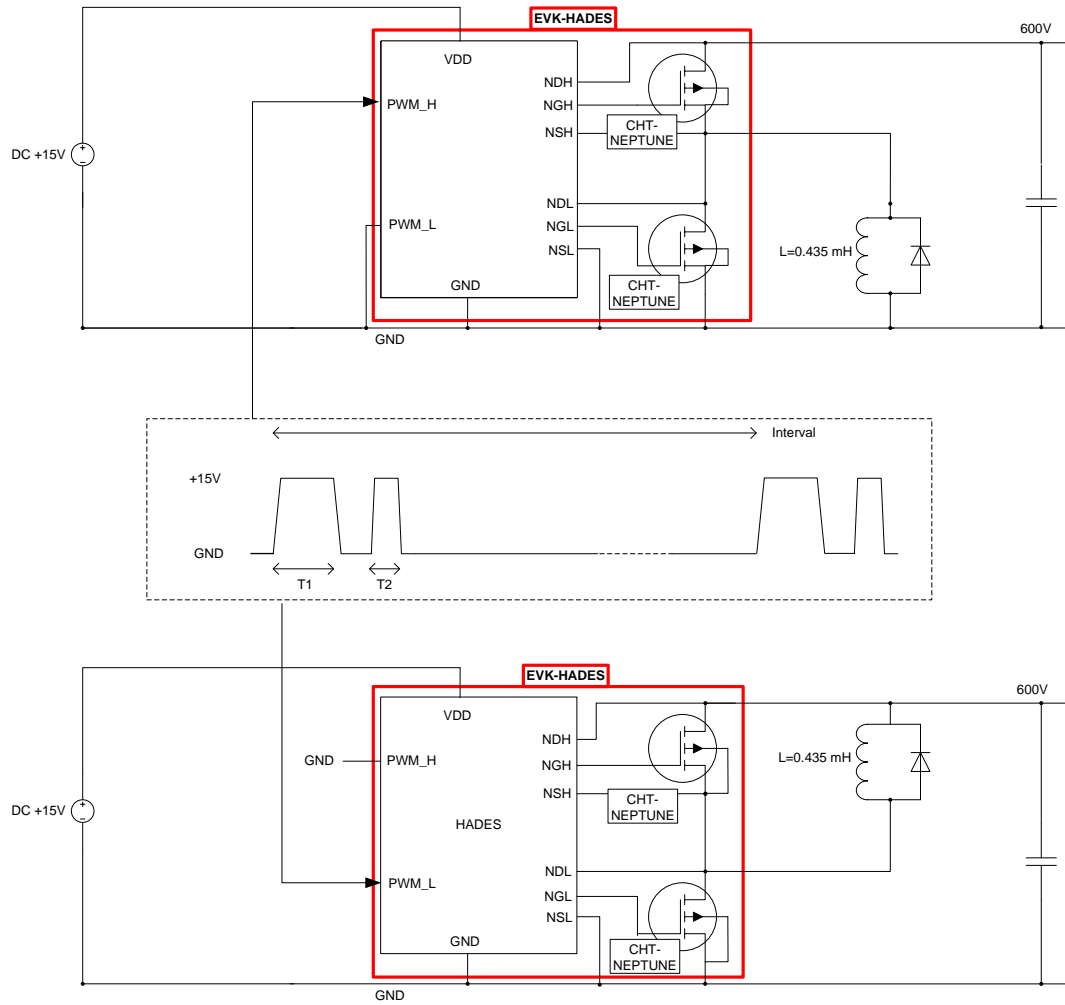 EVK-HADES
600V
VDD
NDH
PWM_H
NGH
CHT-
NEPTUNE
NSH
DC +15V
NDL
PWM_L
NGL
NSL
L=0.435 mH
CHT-
NEPTUNE
GND
GND
Interval
+15V
GND
T1
T2
EVK-HADES
600V
VDD
NDH
GND
PWM_H
NGH
L=0.435 mH
NSH
CHT-
NEPTUNE
DC +15V
HADES
NDL
PWM_L
NGL
NSL
GND
CHT-
NEPTUNE
GND